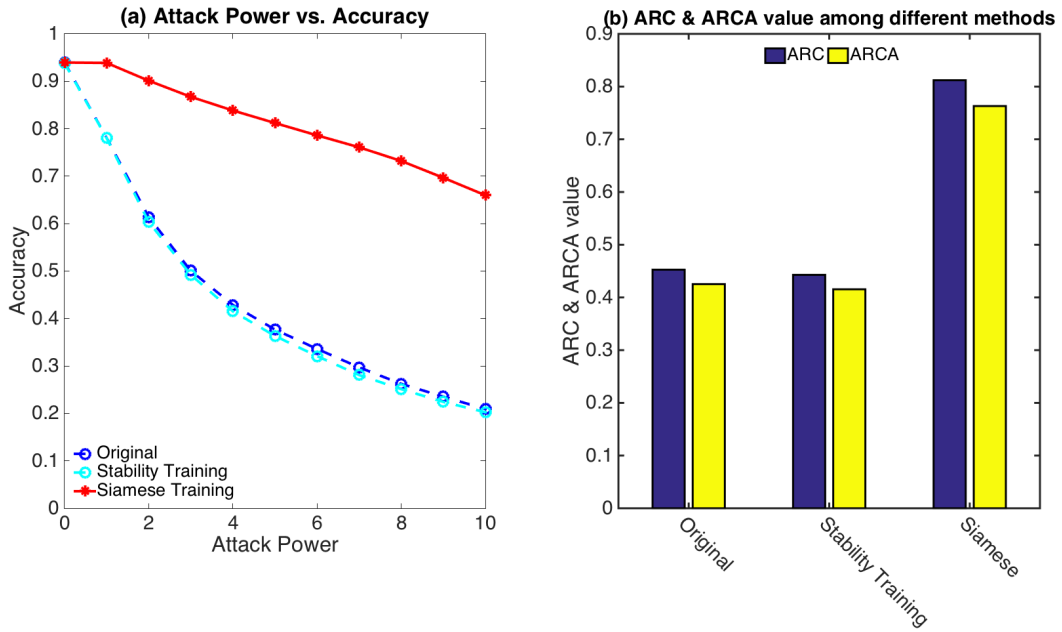 (a) Attack Power vs. Accuracy
1
0.9
0.8
0.7
0.6
0.5
0.4
0.3
0.2
0.1
0
Accuracy
Original
Stability Training
Siamese Training
0 2 4 6 8 10
Attack Power
(b) ARC & ARCA value among different methods
0.9
0.8
0.7
0.6
0.5
0.4
0.3
0.2
0.1
0
ARC & ARCA value
ARC ARCA
Original
Stability Training
Siamese